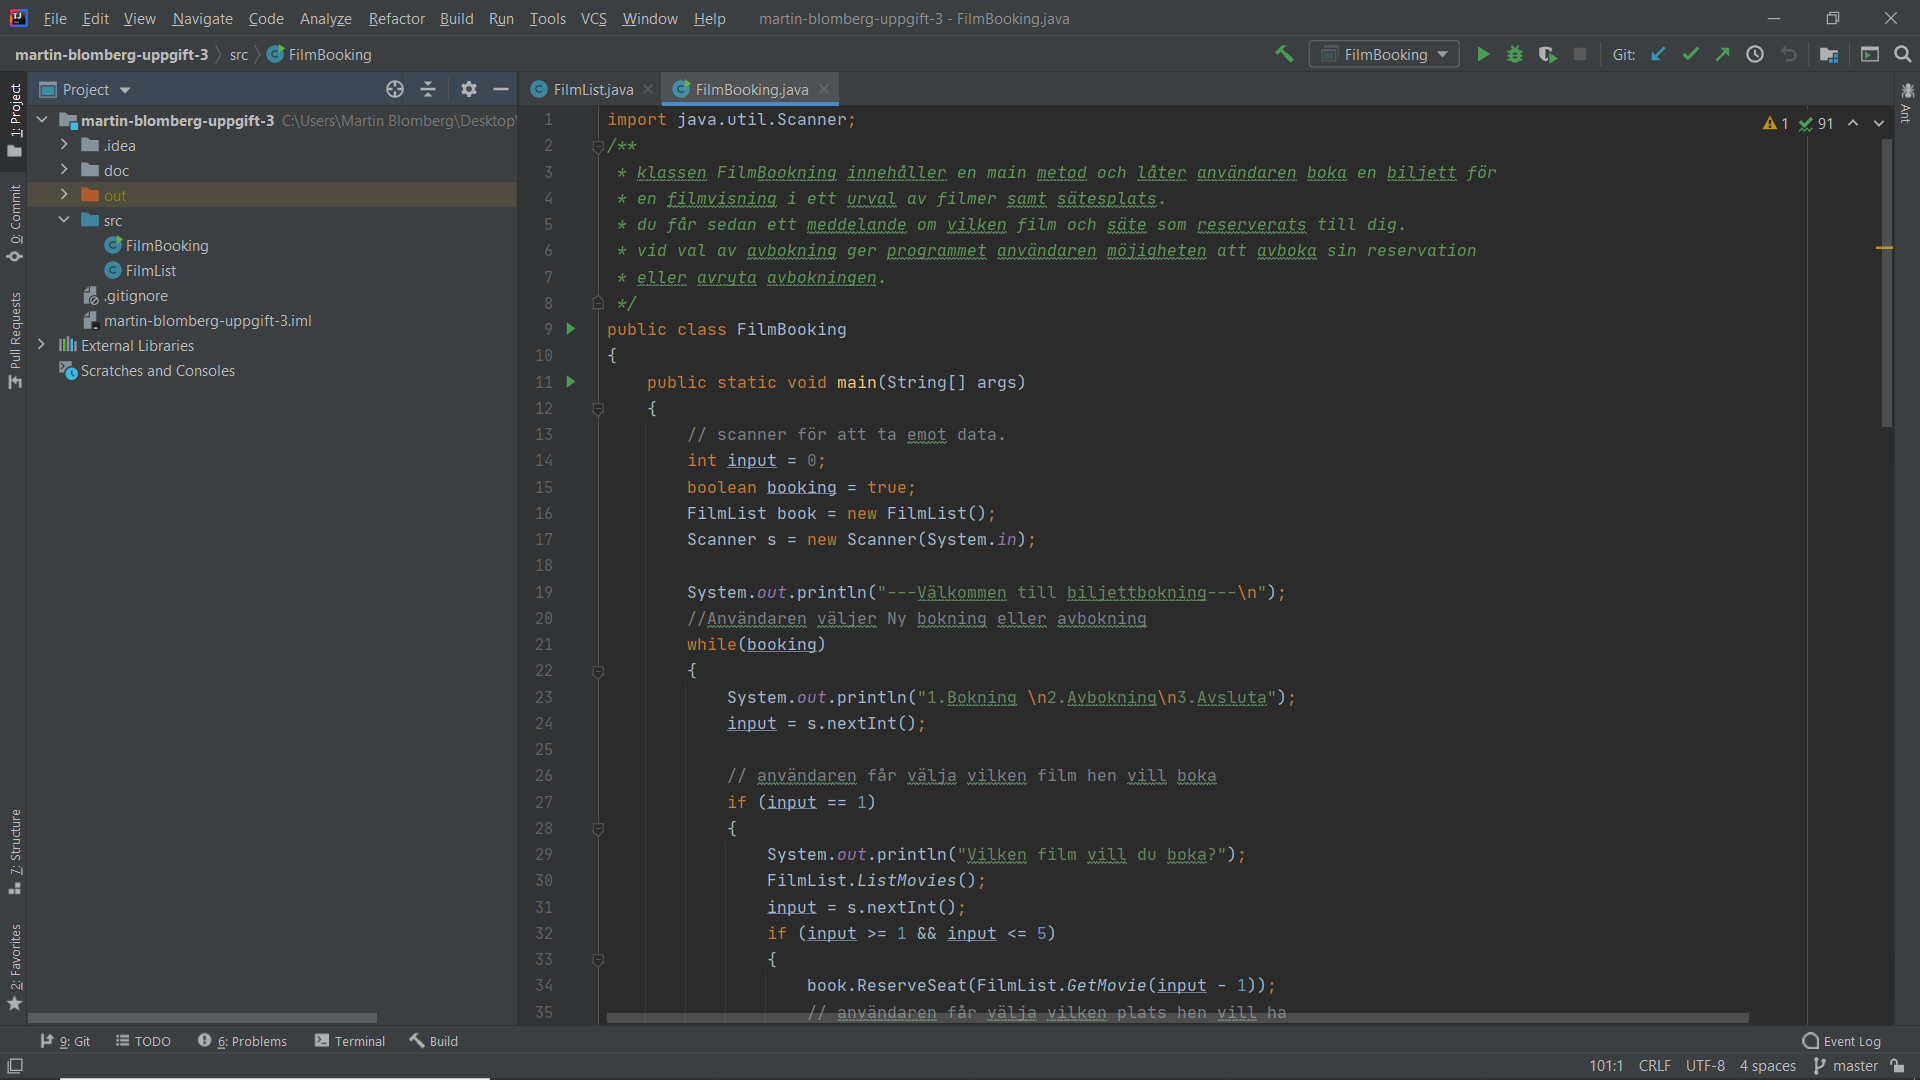 File Edit View Navigate Code Analyze Refactor Build Run Tools VCS Window Help martin-blomberg-uppgift-3 - FilmBooking.java
martin-blomberg-uppgift-3 src FilmBooking FilmBooking Git:
Project FilmList.java FilmBooking.java
1: Project
0: Commit
Pull Requests
7: Structure
2: Favorites
martin-blomberg-uppgift-3 C:\Users\Martin Blomberg\Desktop\
.idea
doc
out
src
FilmBooking
FilmList
.gitignore
martin-blomberg-uppgift-3.iml
External Libraries
Scratches and Consoles
1 import java.util.Scanner;
2 /**
3 * klassen FilmBookning innehåller en main metod och låter användaren boka en biljett för
4 * en filmvisning i ett urval av filmer samt sätesplats.
5 * du får sedan ett meddelande om vilken film och säte som reserverats till dig.
6 * vid val av avbokning ger programmet användaren möjigheten att avboka sin reservation
7 * eller avryta avbokningen.
8 */
9 public class FilmBooking
10 {
11 public static void main(String[] args)
12 {
13 // scanner för att ta emot data.
14 int input = 0;
15 boolean booking = true;
16 FilmList book = new FilmList();
17 Scanner s = new Scanner(System.in);
18
19 System.out.println("---Välkommen till biljettbokning---\n");
20 //Användaren väljer Ny bokning eller avbokning
21 while(booking)
22 {
23 System.out.println("1.Bokning \n2.Avbokning\n3.Avsluta");
24 input = s.nextInt();
25
26 // användaren får välja vilken film hen vill boka
27 if (input == 1)
28 {
29 System.out.println("Vilken film vill du boka?");
30 FilmList.ListMovies();
31 input = s.nextInt();
32 if (input >= 1 && input <= 5)
33 {
34 book.ReserveSeat(FilmList.GetMovie(input - 1));
35 // användaren får välja vilken plats hen vill ha
1 91
Ant
9: Git TODO 6: Problems Terminal Build Event Log
101:1 CRLF UTF-8 4 spaces master